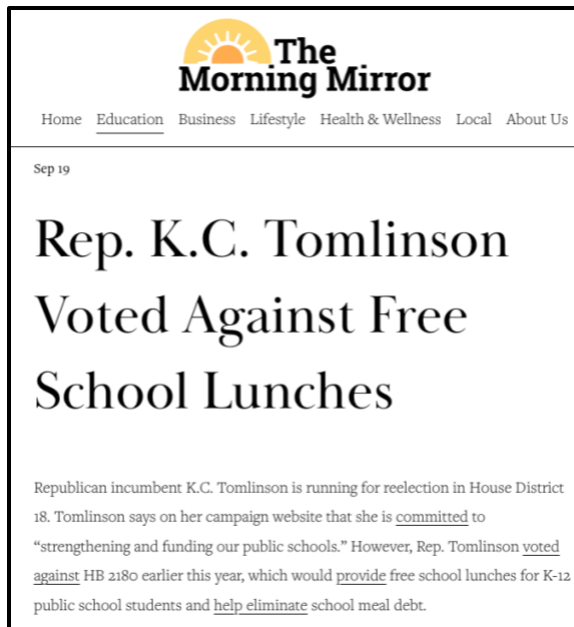 The
Morning Mirror
Home Education Business Lifestyle Health & Wellness Local About Us
Sep 19
Rep. K.C. Tomlinson
Voted Against Free
School Lunches
Republican incumbent K.C. Tomlinson is running for reelection in House District
18. Tomlinson says on her campaign website that she is committed to
“strengthening and funding our public schools.” However, Rep. Tomlinson voted
against HB 2180 earlier this year, which would provide free school lunches for K-12
public school students and help eliminate school meal debt.